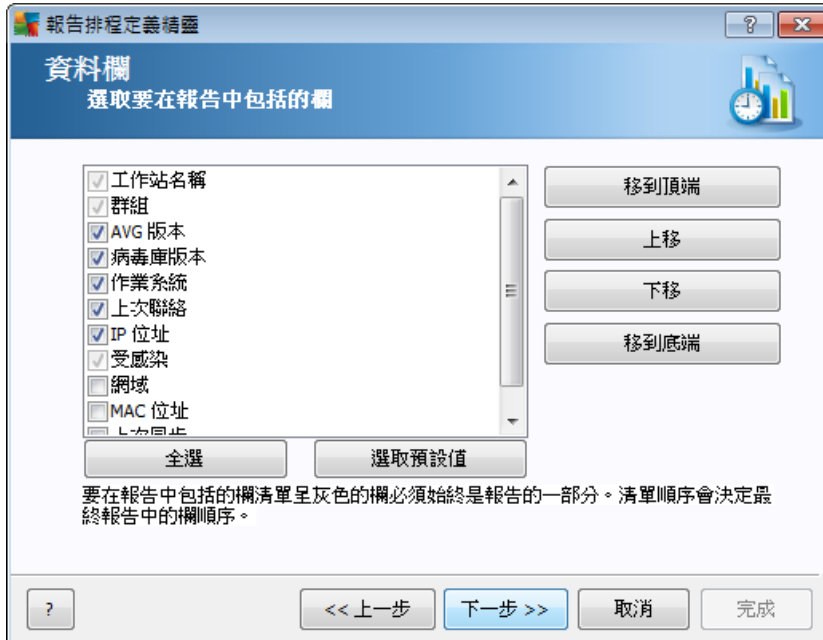 報告排程定義精靈
資料欄
選取要在報告中包括的欄
工作站名稱
群組
AVG 版本
病毒庫版本
作業系統
上次聯絡
IP 位址
受感染
網域
MAC 位址
上次同步
移到頂端
上移
下移
移到底端
全選
選取預設值
要在報告中包括的欄清單呈灰色的欄必須始終是報告的一部分。清單順序會決定最
終報告中的欄順序。
?
<< 上一步
下一步 >>
取消
完成